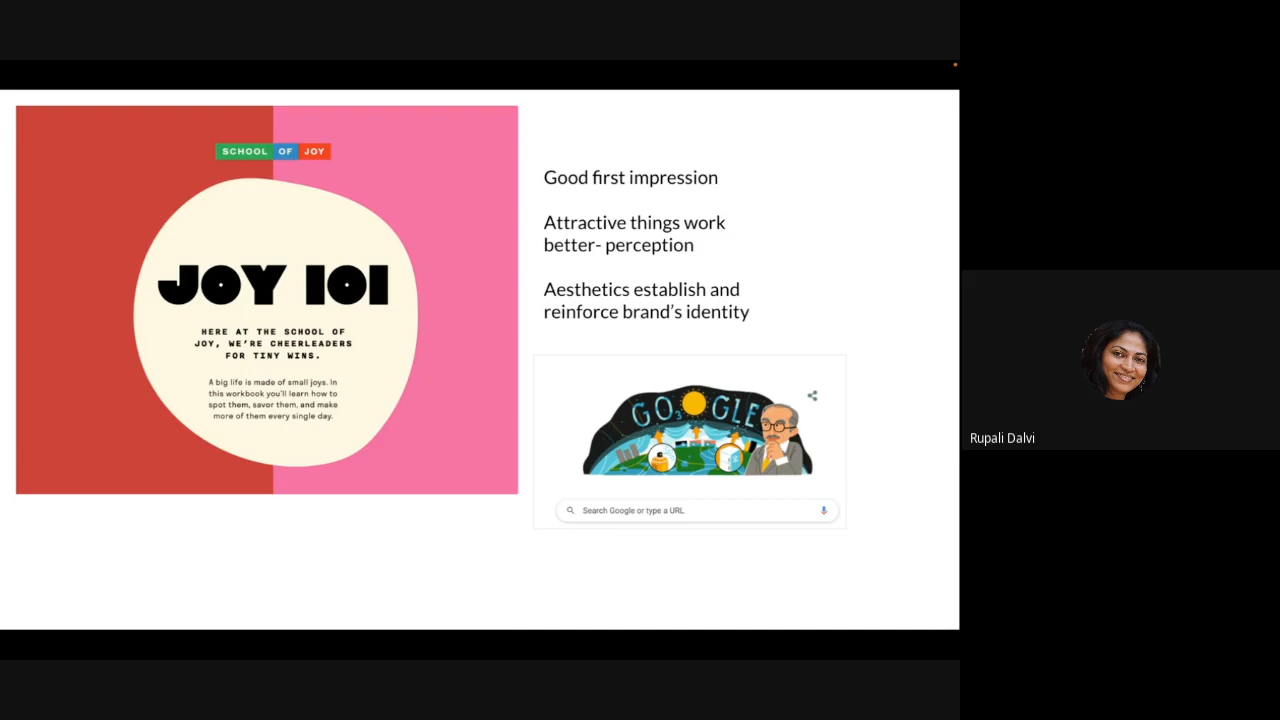 SCHOOL OF JOY
JOY 101
HERE AT THE SCHOOL OF
JOY, WE'RE CHEERLEADERS
FOR TINY WINS.
A big life is made of small joys. In
this workbook you'll learn how to
spot them, savor them, and make
more of them every single day.
Good first impression
Attractive things work
better- perception
Aesthetics establish and
reinforce brand’s identity
GO₃GLE
Search Google or type a URL
Rupali Dalvi